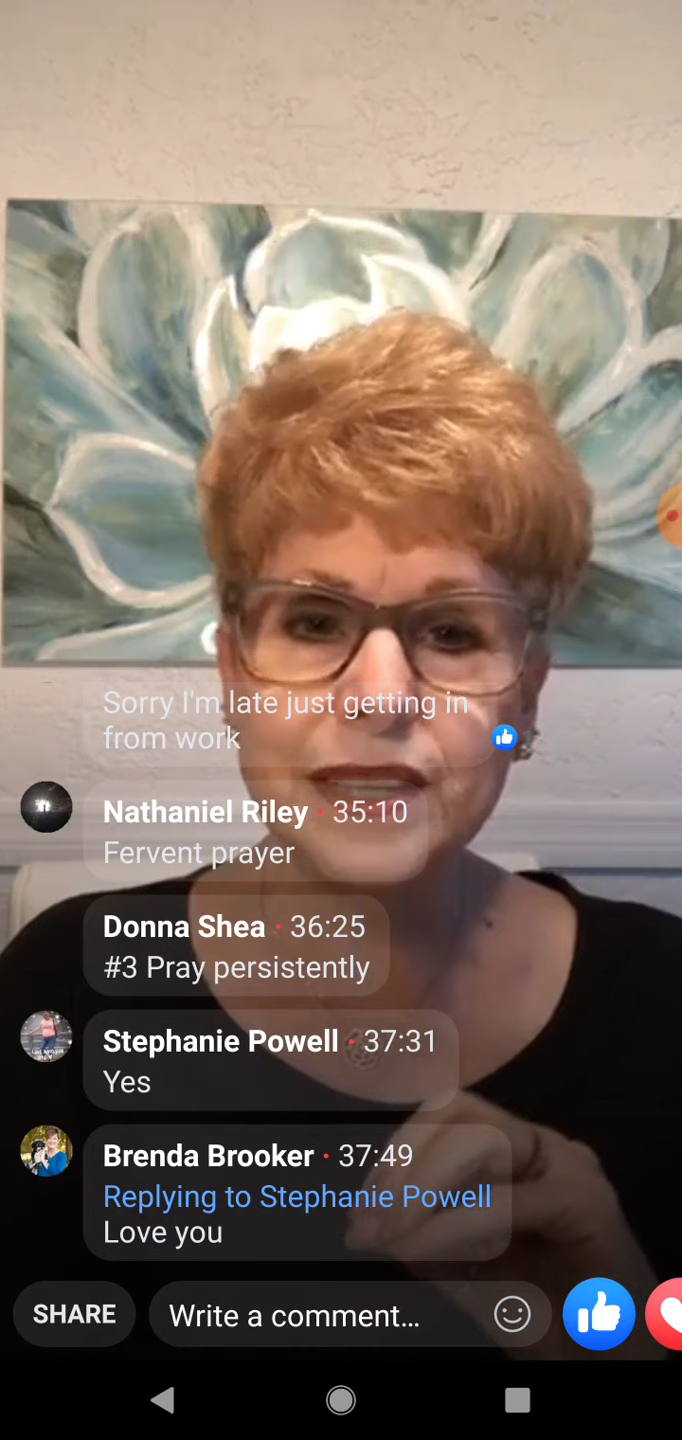 Sorry I'm late just getting in
from work
Nathaniel Riley · 35:10
Fervent prayer
Donna Shea · 36:25
#3 Pray persistently
Stephanie Powell · 37:31
Yes
Brenda Brooker · 37:49
Replying to Stephanie Powell
Love you
SHARE
Write a comment...